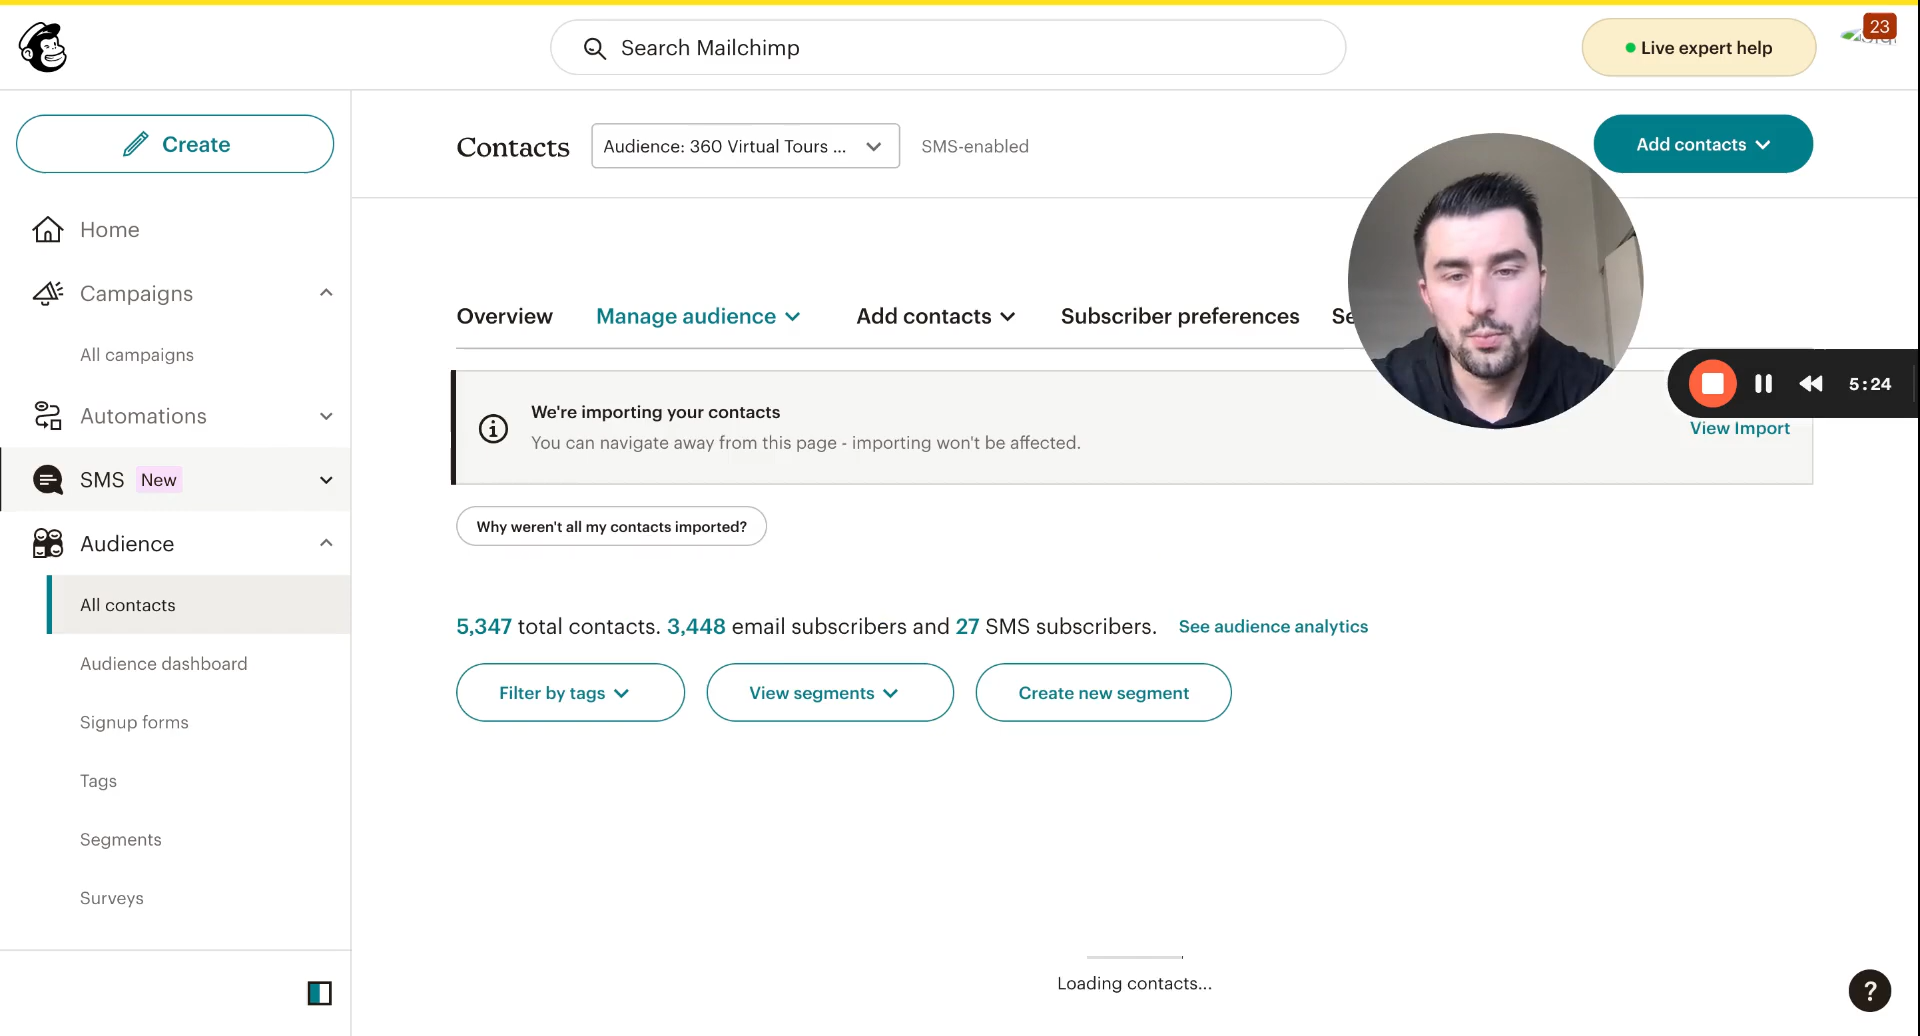 Search Mailchimp
Live expert help
23
Create
Contacts
Audience: 360 Virtual Tours ...
SMS-enabled
Add contacts
Home
Campaigns
All campaigns
Automations
SMS New
Audience
All contacts
Audience dashboard
Signup forms
Tags
Segments
Surveys
Overview
Manage audience
Add contacts
Subscriber preferences
Se
5:24
We're importing your contacts
You can navigate away from this page - importing won't be affected.
View Import
Why weren't all my contacts imported?
5,347 total contacts. 3,448 email subscribers and 27 SMS subscribers. See audience analytics
Filter by tags
View segments
Create new segment
Loading contacts...
?